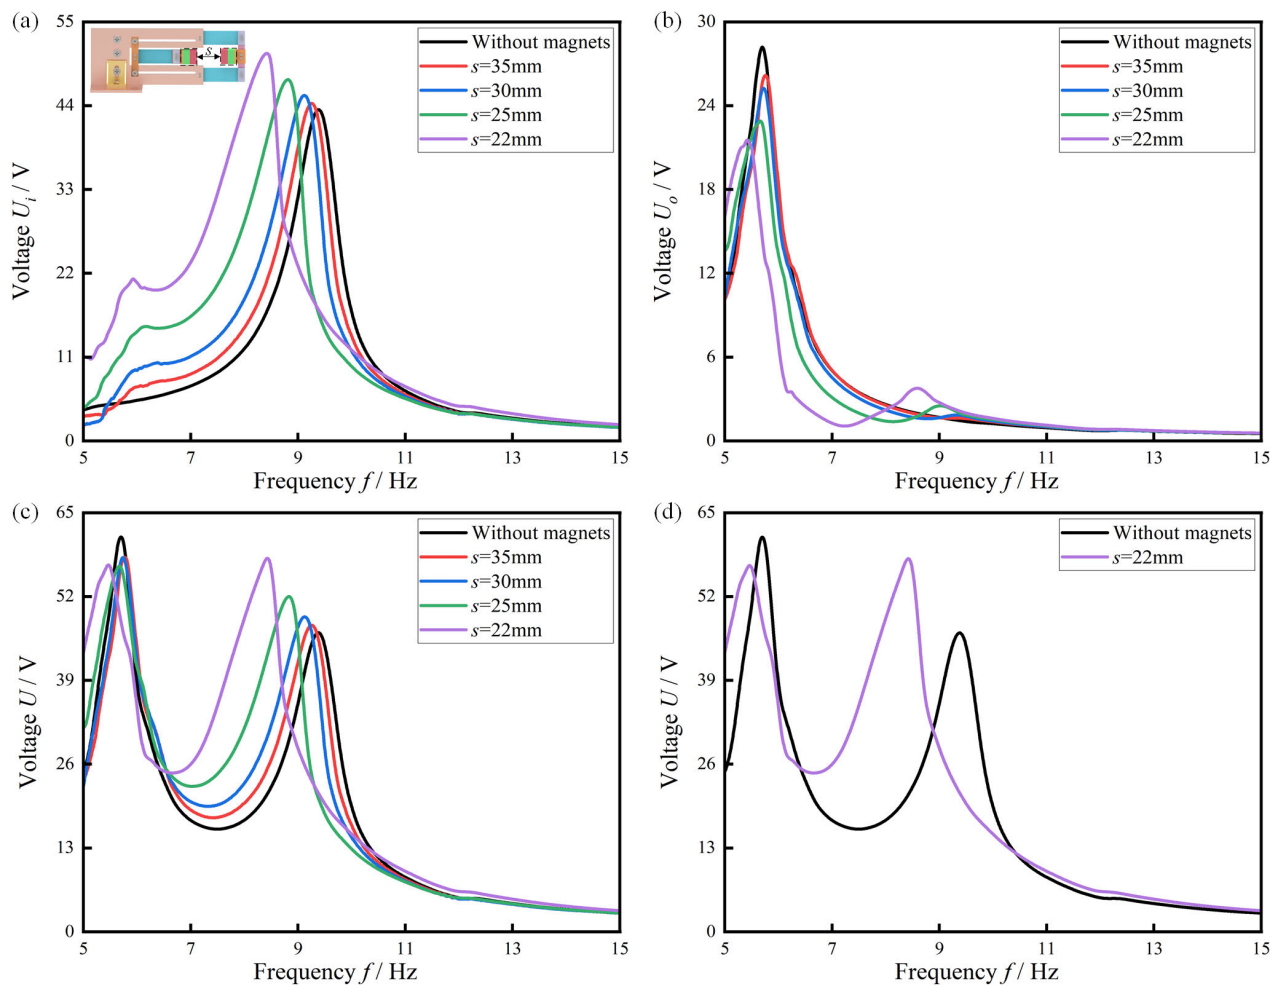 (a)
55
44
33
22
11
0
Voltage Uᵢ / V
s
Without magnets
s=35mm
s=30mm
s=25mm
s=22mm
5 7 9 11 13 15
Frequency f / Hz
(b)
30
24
18
12
6
0
Voltage Uₒ / V
Without magnets
s=35mm
s=30mm
s=25mm
s=22mm
5 7 9 11 13 15
Frequency f / Hz
(c)
65
52
39
26
13
0
Voltage U / V
Without magnets
s=35mm
s=30mm
s=25mm
s=22mm
5 7 9 11 13 15
Frequency f / Hz
(d)
65
52
39
26
13
0
Voltage U / V
Without magnets
s=22mm
5 7 9 11 13 15
Frequency f / Hz